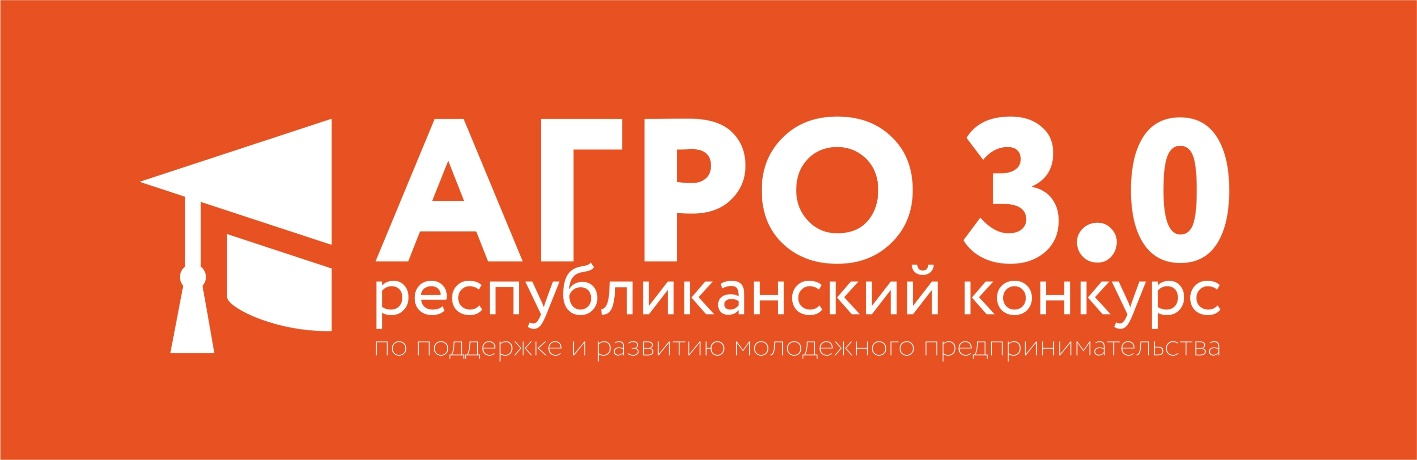 АГРО 3.0
республиканский конкурс
по поддержке и развитию молодежного предпринимательства